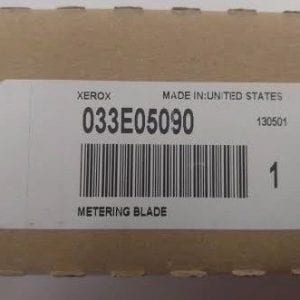 XEROX MADE IN:UNITED STATES
033E05090 130501
1
METERING BLADE